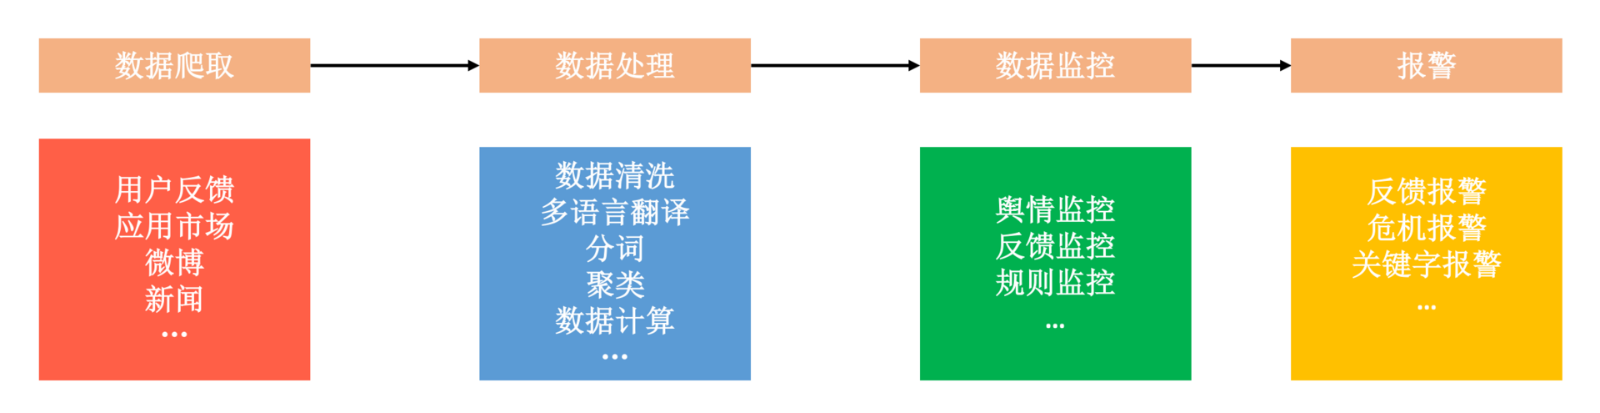 数据爬取
数据处理
数据监控
报警
用户反馈
应用市场
微博
新闻
...
数据清洗
多语言翻译
分词
聚类
数据计算
...
舆情监控
反馈监控
规则监控
...
反馈报警
危机报警
关键字报警
...